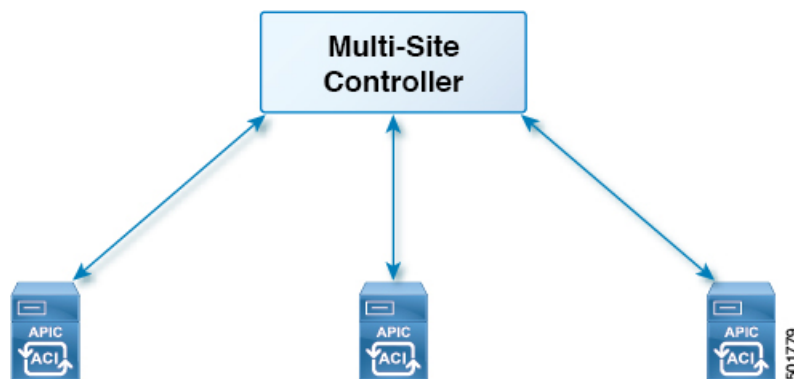 Multi-Site
Controller
APIC
ACI
APIC
ACI
APIC
ACI
501779